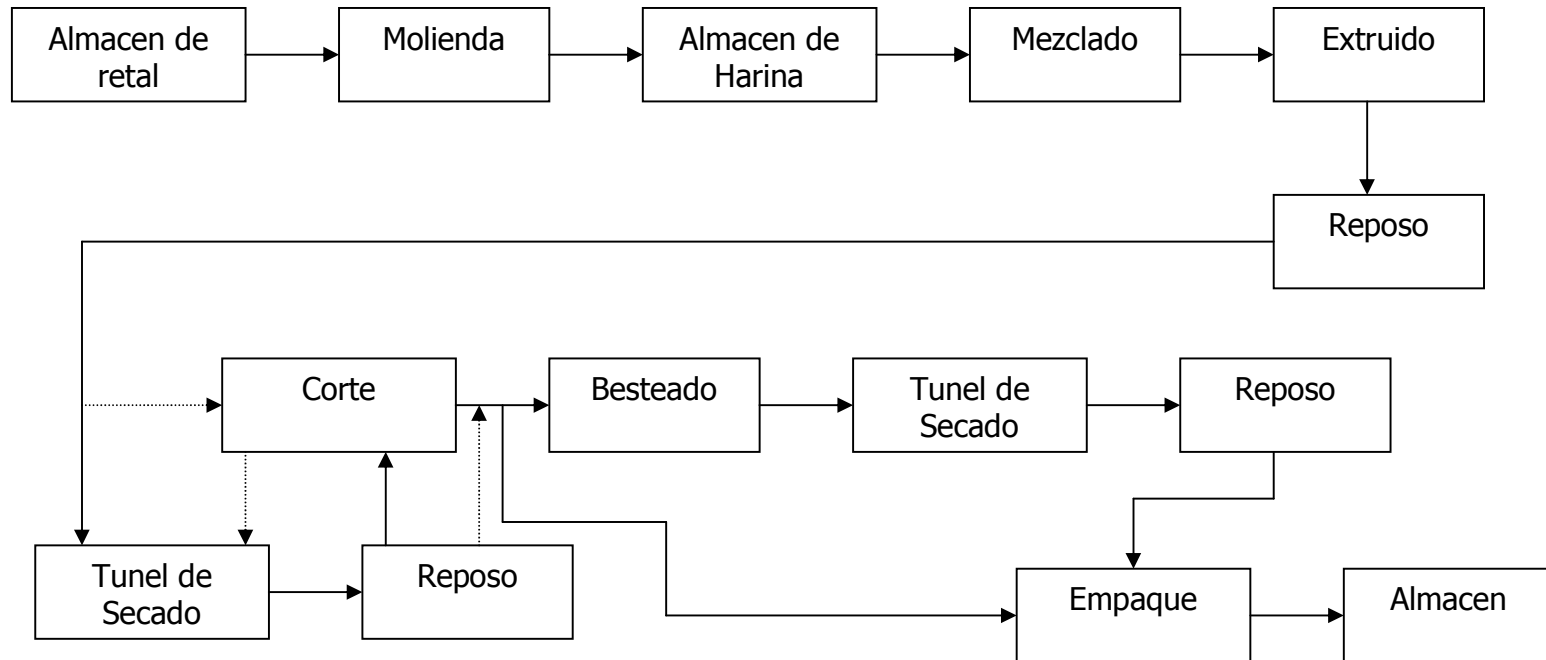 Almacen de
retal
Molienda
Almacen de
Harina
Mezclado
Extruido
Reposo
Corte
Besteado
Tunel de
Secado
Reposo
Tunel de
Secado
Reposo
Empaque
Almacen